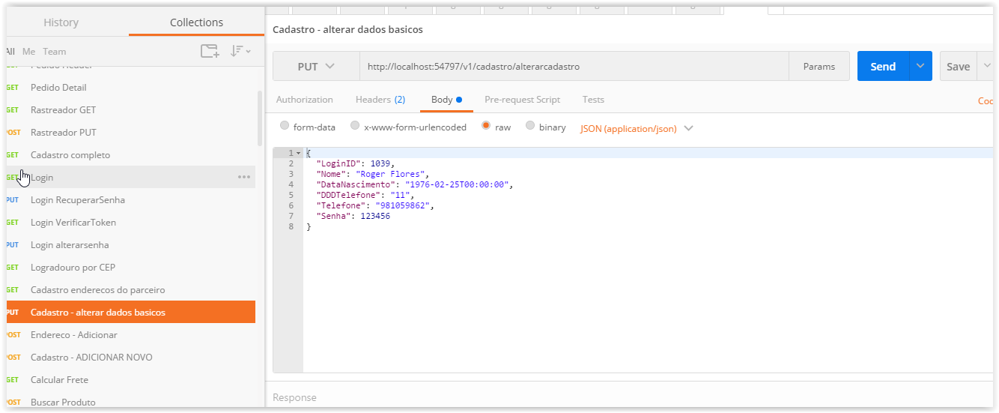 History Collections
All Me Team
Pedido Header
GET Pedido Detail
GET Rastreador GET
POST Rastreador PUT
GET Cadastro completo
GET Login •••
PUT Login RecuperarSenha
GET Login VerificarToken
PUT Login alterarsenha
GET Logradouro por CEP
GET Cadastro enderecos do parceiro
PUT Cadastro - alterar dados basicos
POST Endereco - Adicionar
POST Cadastro - ADICIONAR NOVO
GET Calcular Frete
POST Buscar Produto
Cadastro - alterar dados basicos
PUT http://localhost:54797/v1/cadastro/alterarcadastro Params Send Save
Authorization Headers (2) Body Pre-request Script Tests
form-data x-www-form-urlencoded raw binary JSON (application/json)
1 {
2 "LoginID": 1039,
3 "Nome": "Roger Flores",
4 "DataNascimento": "1976-02-25T00:00:00",
5 "DDDTelefone": "11",
6 "Telefone": "981059862",
7 "Senha": 123456
8 }
Response